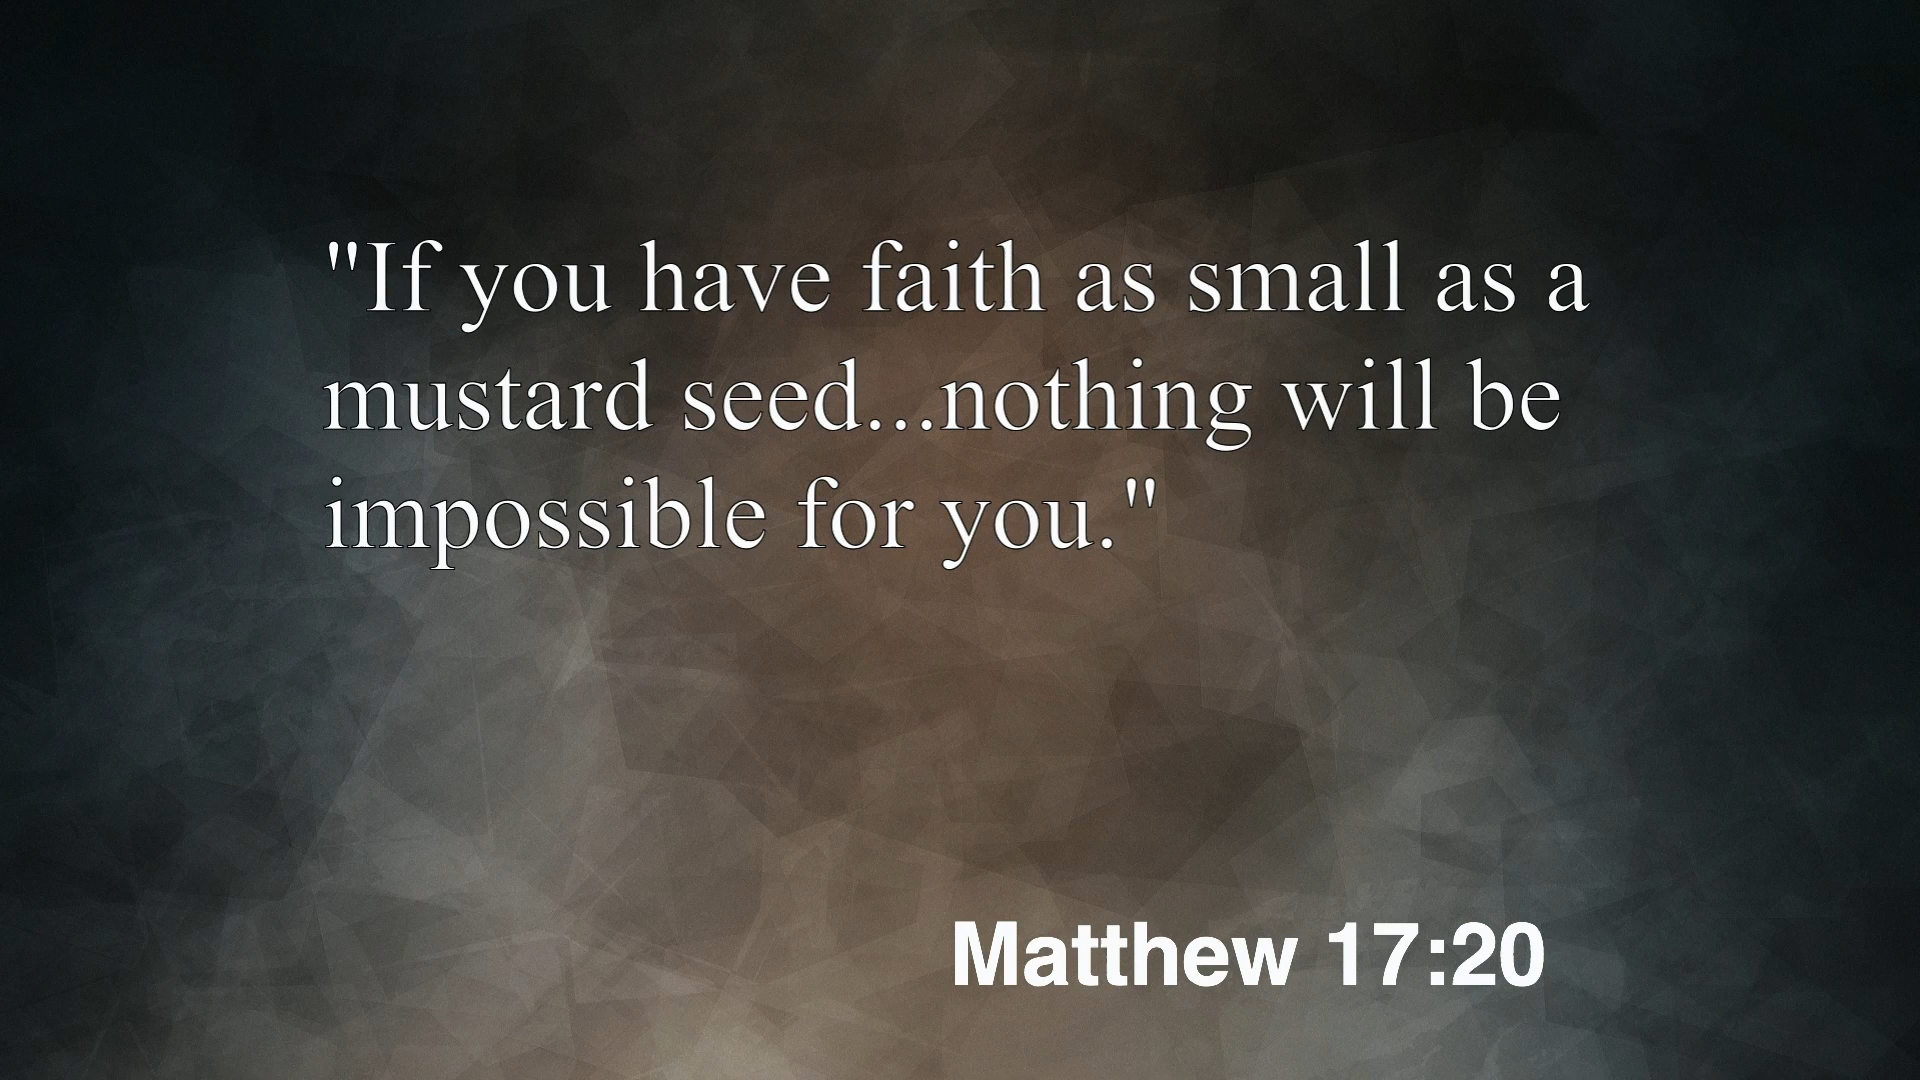 "If you have faith as small as a
mustard seed...nothing will be
impossible for you."
Matthew 17:20